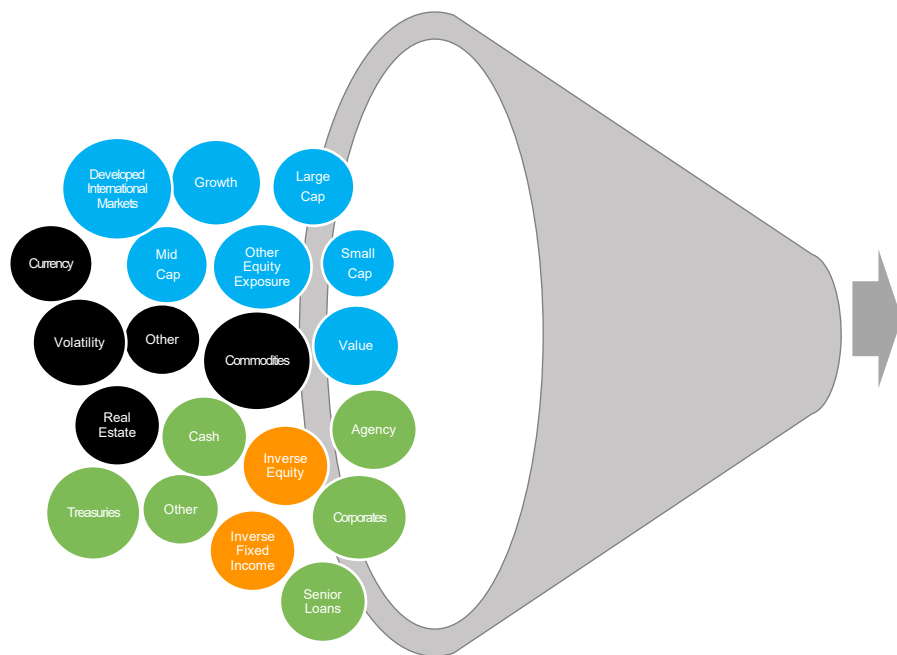 Developed
International
Markets
Growth
Large
Cap
Currency
Mid
Cap
Other
Equity
Exposure
Small
Cap
Volatility
Other
Commodities
Value
Real
Estate
Cash
Inverse
Equity
Agency
Treasuries
Other
Inverse
Fixed
Income
Corporates
Senior
Loans